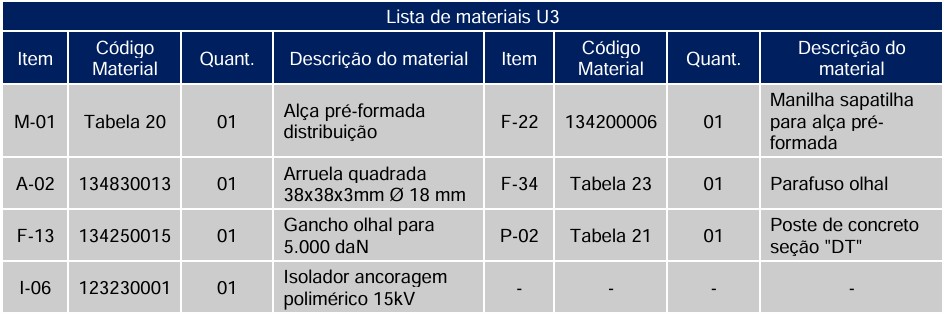 Lista de materiais U3
Item Código Material Quant. Descrição do material Item Código Material Quant. Descrição do material
M-01 Tabela 20 01 Alça pré-formada distribuição F-22 134200006 01 Manilha sapatilha para alça pré-formada
A-02 134830013 01 Arruela quadrada 38x38x3mm Ø 18 mm F-34 Tabela 23 01 Parafuso olhal
F-13 134250015 01 Gancho olhal para 5.000 daN P-02 Tabela 21 01 Poste de concreto seção "DT"
I-06 123230001 01 Isolador ancoragem polimérico 15kV - - - -